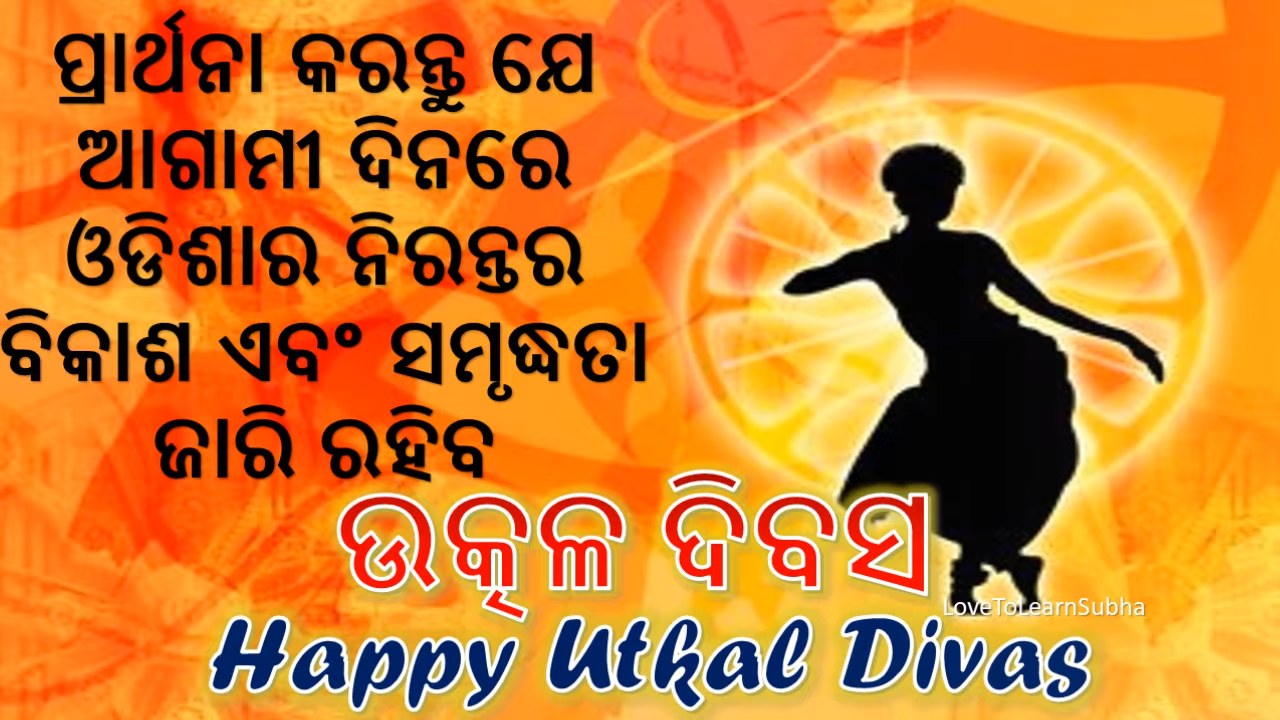 ପ୍ରାର୍ଥନା କରନ୍ତୁ ଯେ
ଆଗାମୀ ଦିନରେ
ଓଡିଶାର ନିରନ୍ତର
ବିକାଶ ଏବଂ ସମୃଦ୍ଧତା
ଜାରି ରହିବ
ଉତ୍କଳ ଦିବସ
LoveToLearnSubha
Happy Utkal Divas